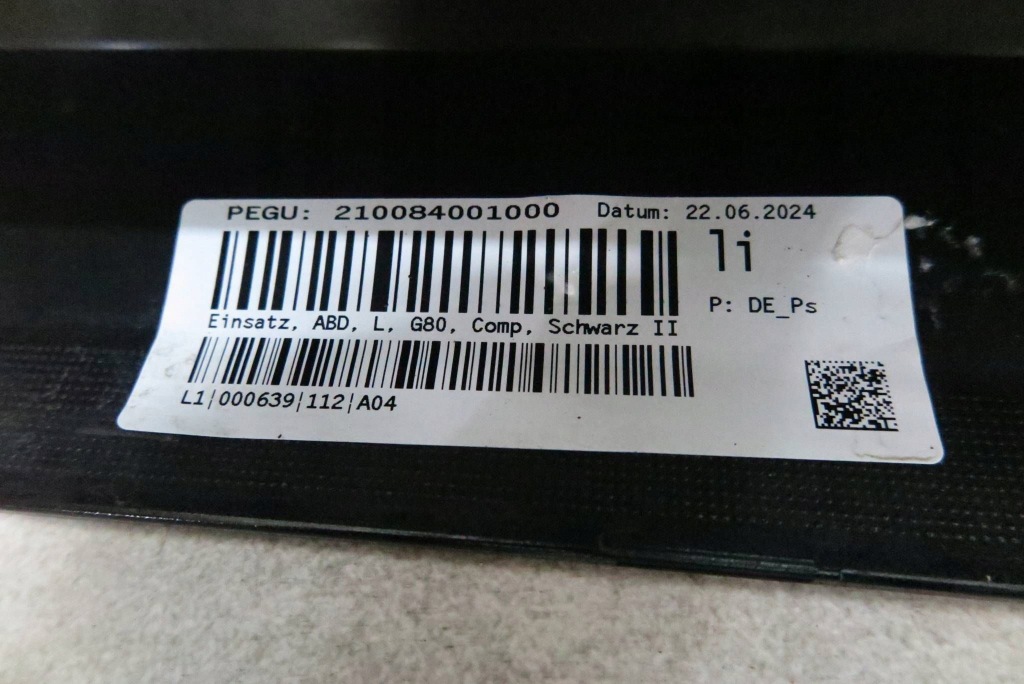 PEGU: 210084001000 Datum: 22.06.2024
li
P: DE_Ps
Einsatz, ABD, L, G80, Comp, Schwarz II
L1|000639|112|A04